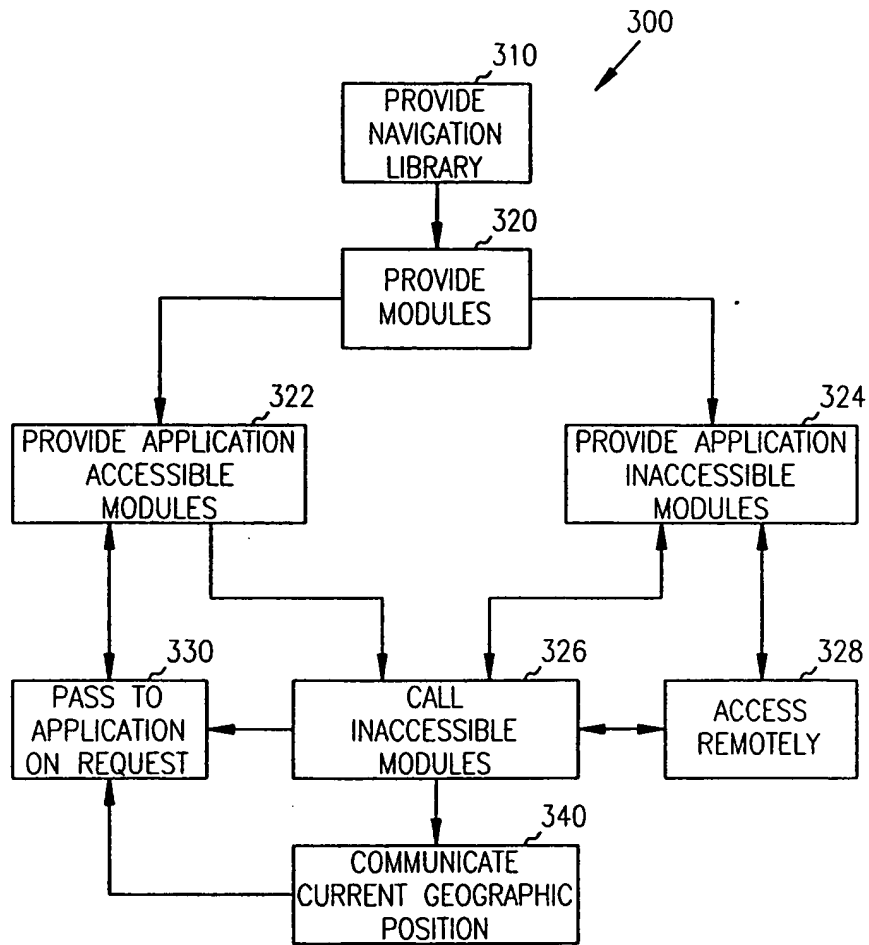 300
310
PROVIDE
NAVIGATION
LIBRARY
320
PROVIDE
MODULES
322
PROVIDE APPLICATION
ACCESSIBLE
MODULES
324
PROVIDE APPLICATION
INACCESSIBLE
MODULES
330
PASS TO
APPLICATION
ON REQUEST
326
CALL
INACCESSIBLE
MODULES
328
ACCESS
REMOTELY
340
COMMUNICATE
CURRENT GEOGRAPHIC
POSITION